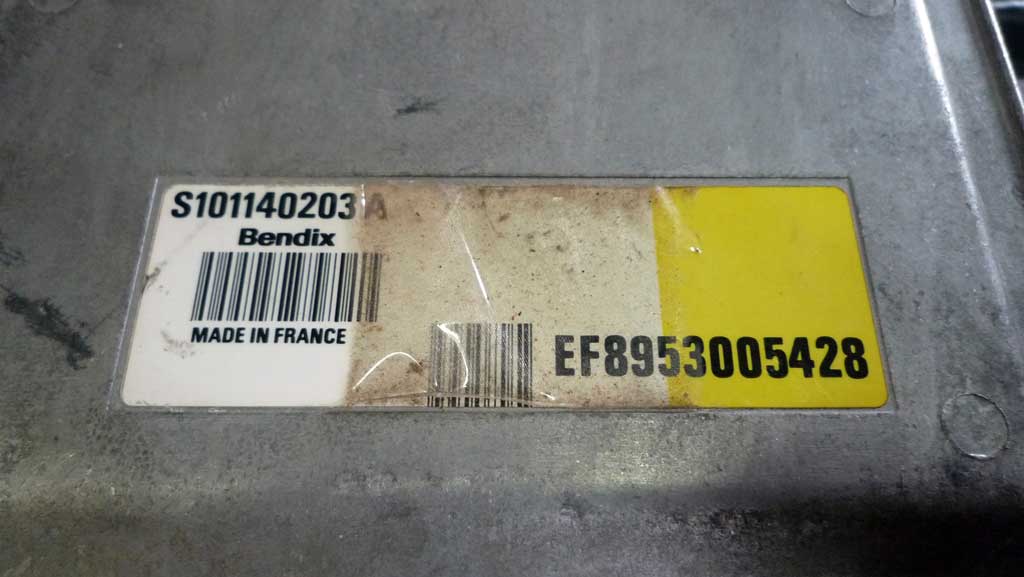 S101140203 A
Bendix
MADE IN FRANCE
EF8953005428